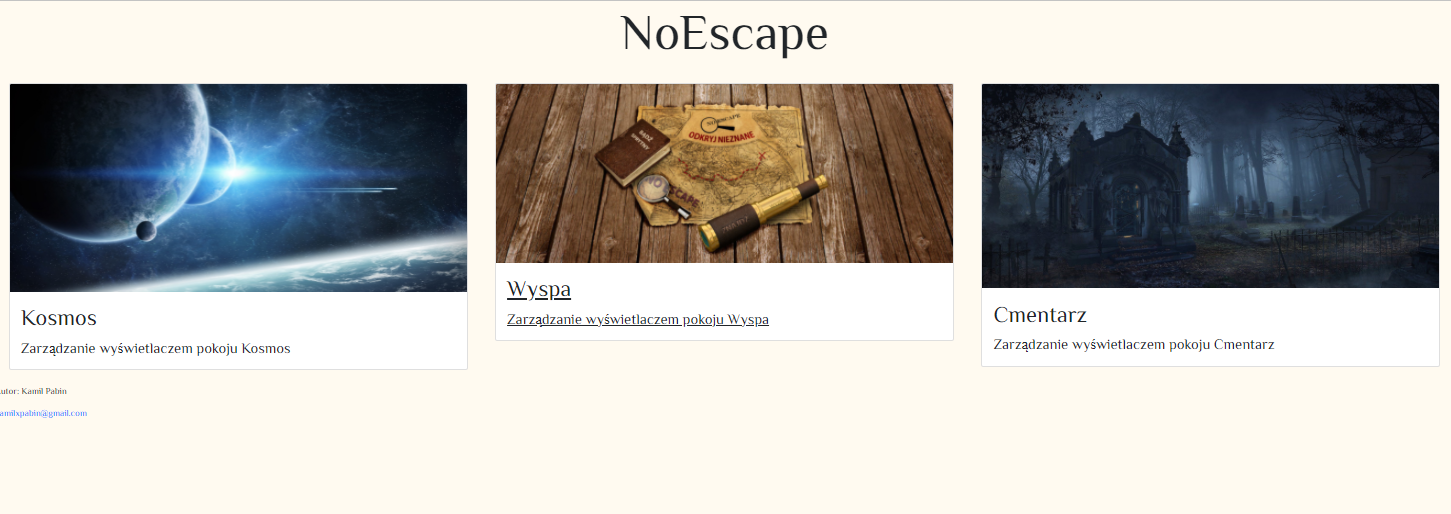 NoEscape
NOESCAPE
ODKRYJ NIEZNANE
Kosmos
Zarządzanie wyświetlaczem pokoju Kosmos
Wyspa
Zarządzanie wyświetlaczem pokoju Wyspa
Cmentarz
Zarządzanie wyświetlaczem pokoju Cmentarz
utor: Kamil Pabin
amilxpabin@gmail.com